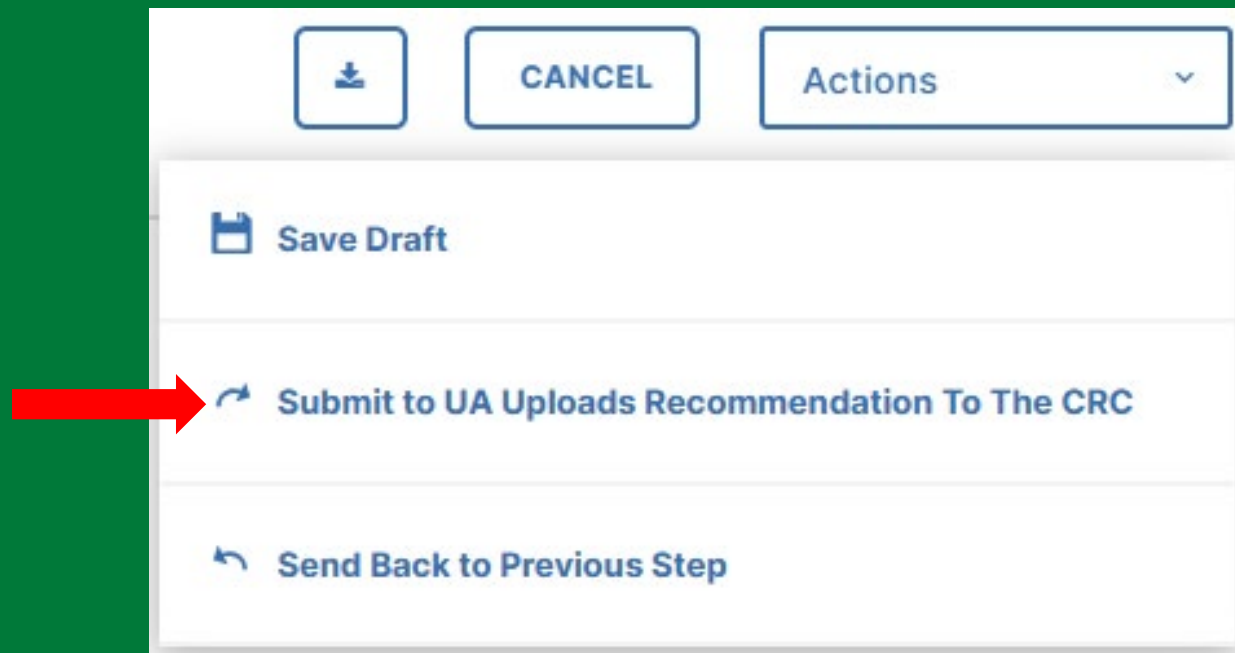 CANCEL
Actions
Save Draft
Submit to UA Uploads Recommendation To The CRC
Send Back to Previous Step